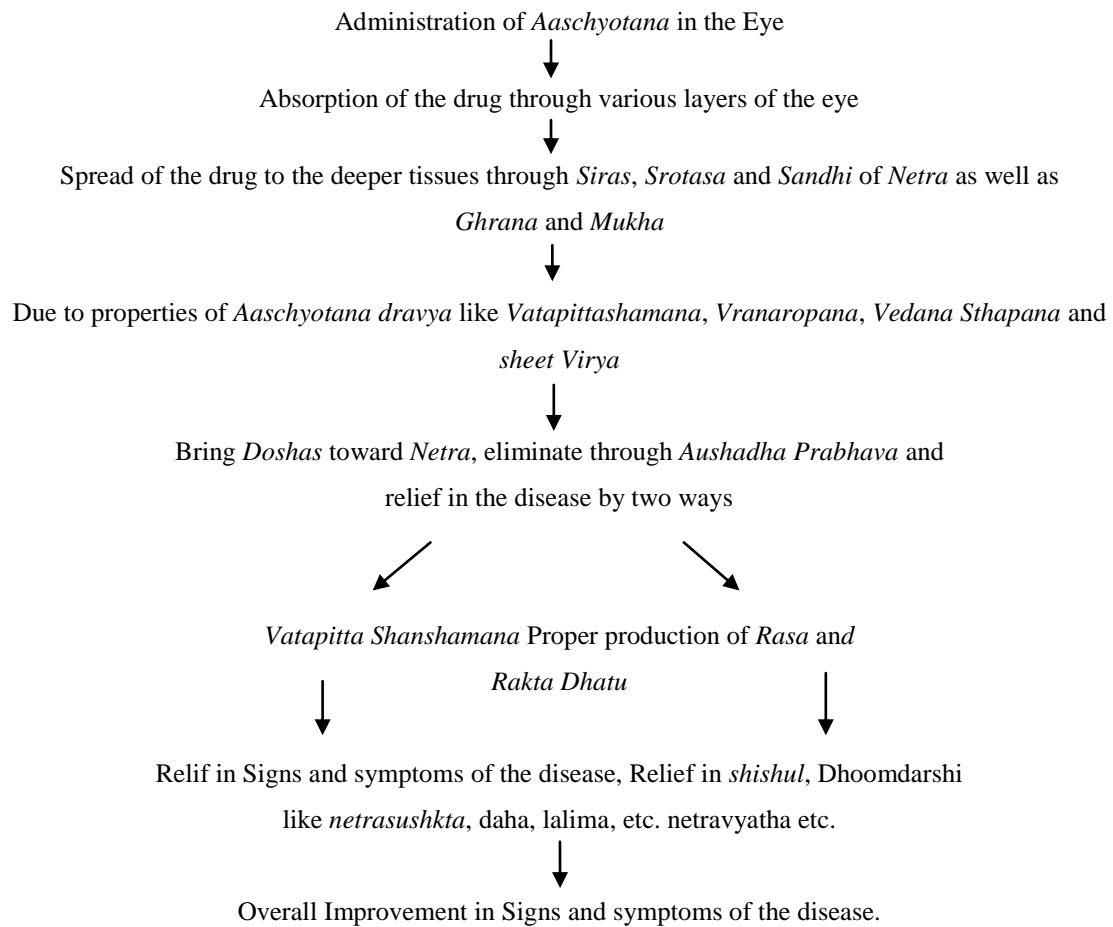 Administration of Aaschyotana in the Eye
Absorption of the drug through various layers of the eye
Spread of the drug to the deeper tissues through Siras, Srotasa and Sandhi of Netra as well as
Ghrana and Mukha
Due to properties of Aaschyotana dravya like Vatapittashamana, Vranaropana, Vedana Sthapana and
sheet Virya
Bring Doshas toward Netra, eliminate through Aushadha Prabhava and
relief in the disease by two ways
Vatapitta Shanshamana Proper production of Rasa and
Rakta Dhatu
Relif in Signs and symptoms of the disease, Relief in shishul, Dhoomdarshi
like netrasushkta, daha, lalima, etc. netravyatha etc.
Overall Improvement in Signs and symptoms of the disease.